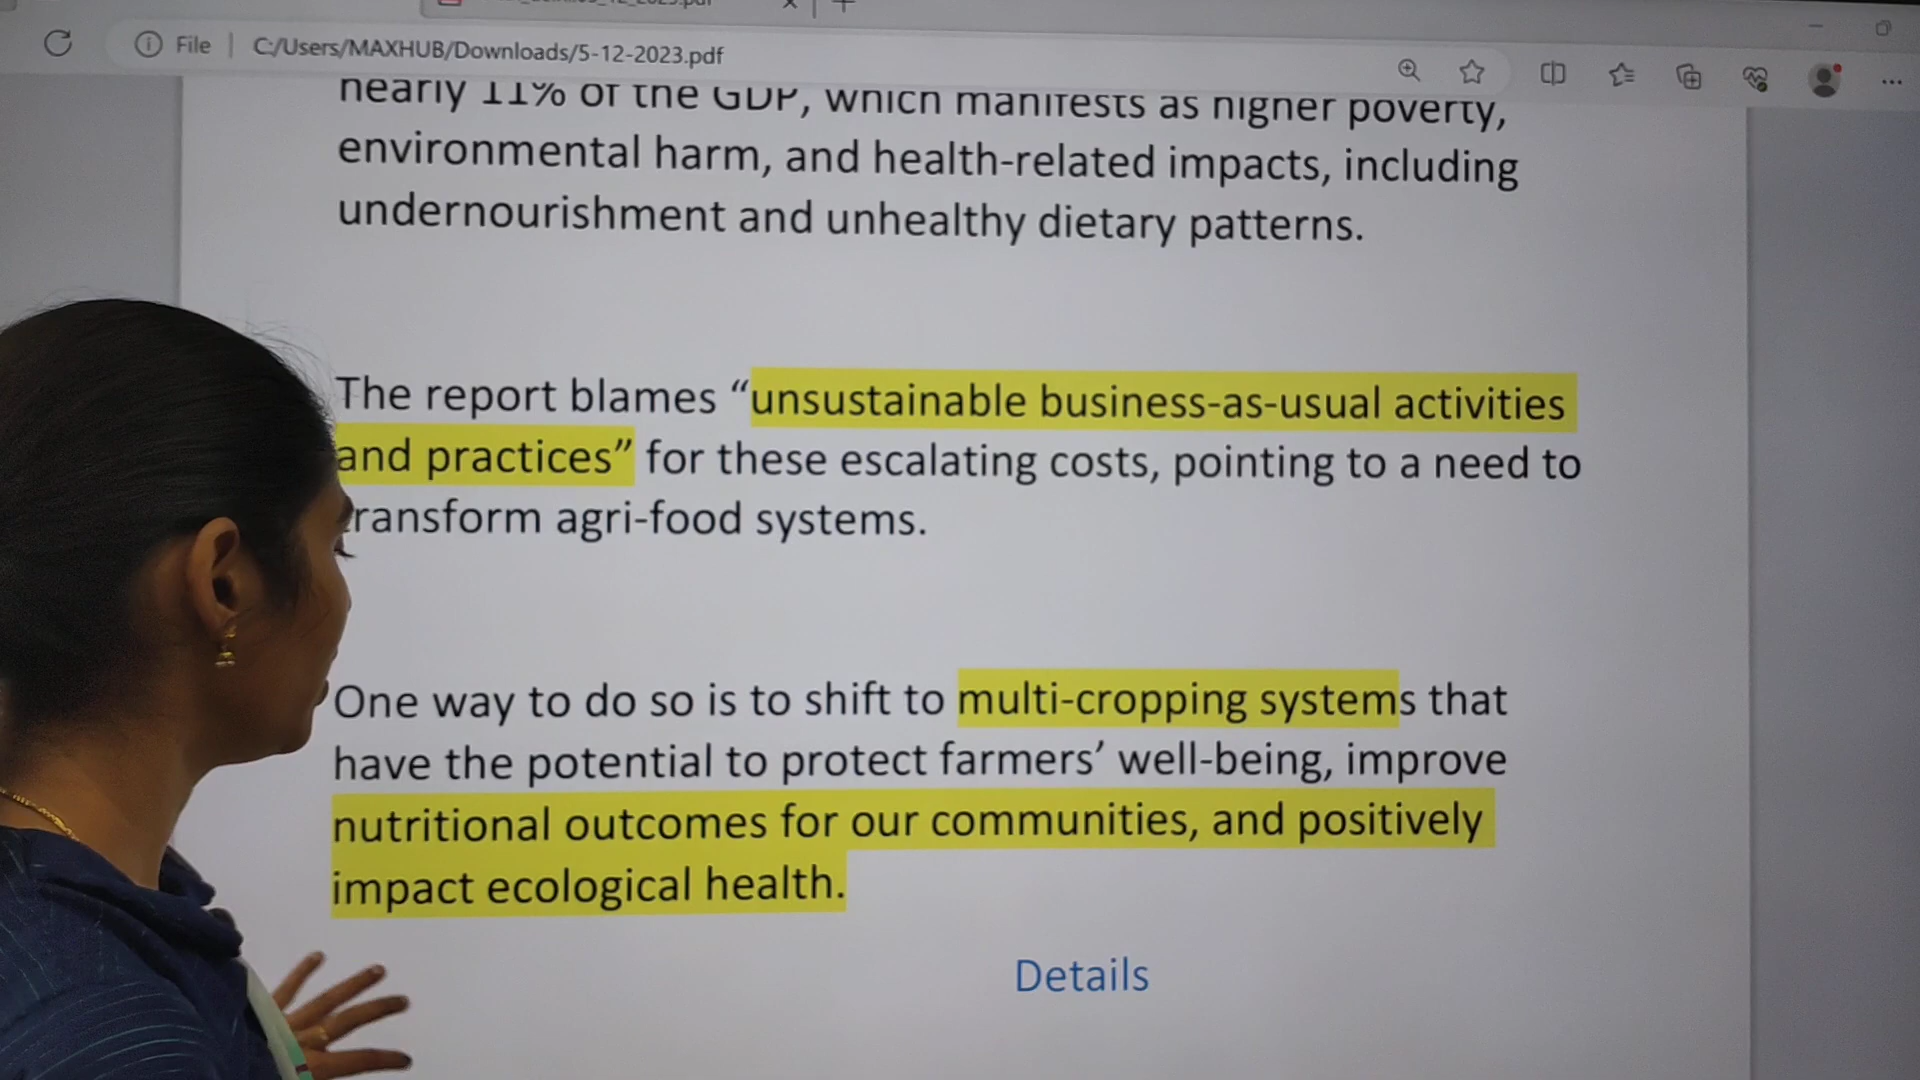 File
C:/Users/MAXHUB/Downloads/5-12-2023.pdf
nearly 11% of the GDP, which manifests as higher poverty,
environmental harm, and health-related impacts, including
undernourishment and unhealthy dietary patterns.
The report blames “unsustainable business-as-usual activities
and practices” for these escalating costs, pointing to a need to
transform agri-food systems.
One way to do so is to shift to multi-cropping systems that
have the potential to protect farmers’ well-being, improve
nutritional outcomes for our communities, and positively
impact ecological health.
Details